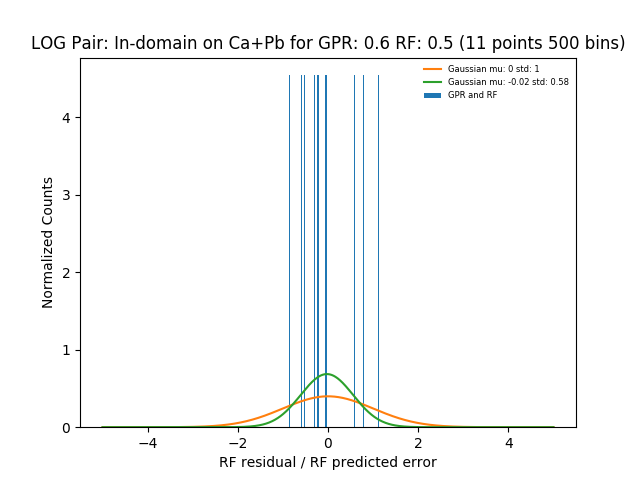 LOG Pair: In-domain on Ca+Pb for GPR: 0.6 RF: 0.5 (11 points 500 bins)
Gaussian mu: 0 std: 1
Gaussian mu: -0.02 std: 0.58
GPR and RF
4
3
2
1
0
Normalized Counts
−4 −2 0 2 4
RF residual / RF predicted error